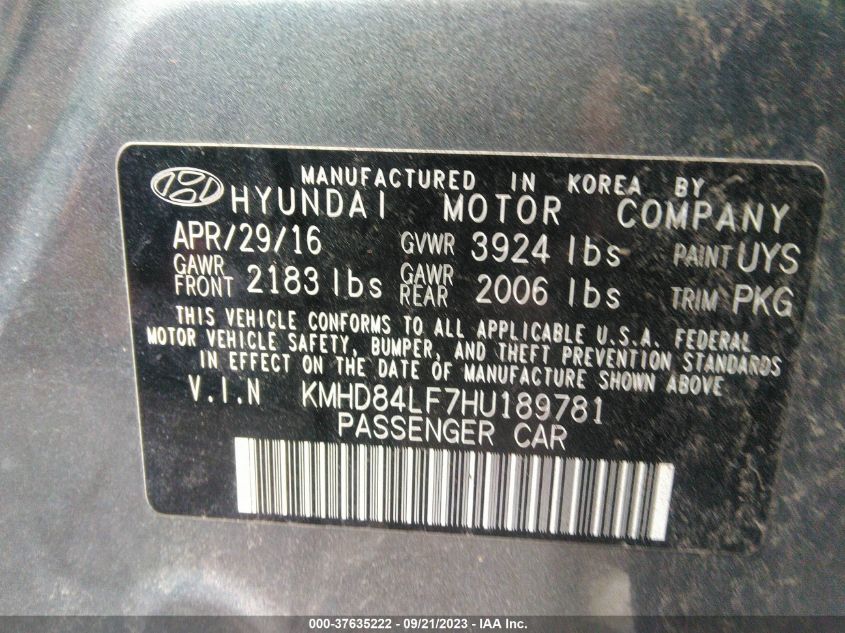 MANUFACTURED IN KOREA BY
HYUNDAI MOTOR COMPANY
APR/29/16 GVWR 3924 lbs PAINT UYS
GAWR FRONT 2183 lbs GAWR REAR 2006 lbs TRIM PKG
THIS VEHICLE CONFORMS TO ALL APPLICABLE U.S.A. FEDERAL
MOTOR VEHICLE SAFETY, BUMPER, AND THEFT PREVENTION STANDARDS
IN EFFECT ON THE DATE OF MANUFACTURE SHOWN ABOVE
V.I.N KMHD84LF7HU189781
PASSENGER CAR
000-37635222 - 09/21/2023 - IAA Inc.